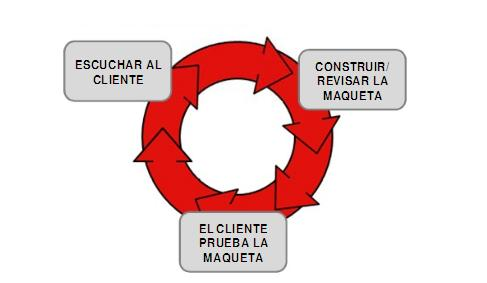 ESCUCHAR AL
CLIENTE
CONSTRUIR/
REVISAR LA
MAQUETA
EL CLIENTE
PRUEBA LA
MAQUETA